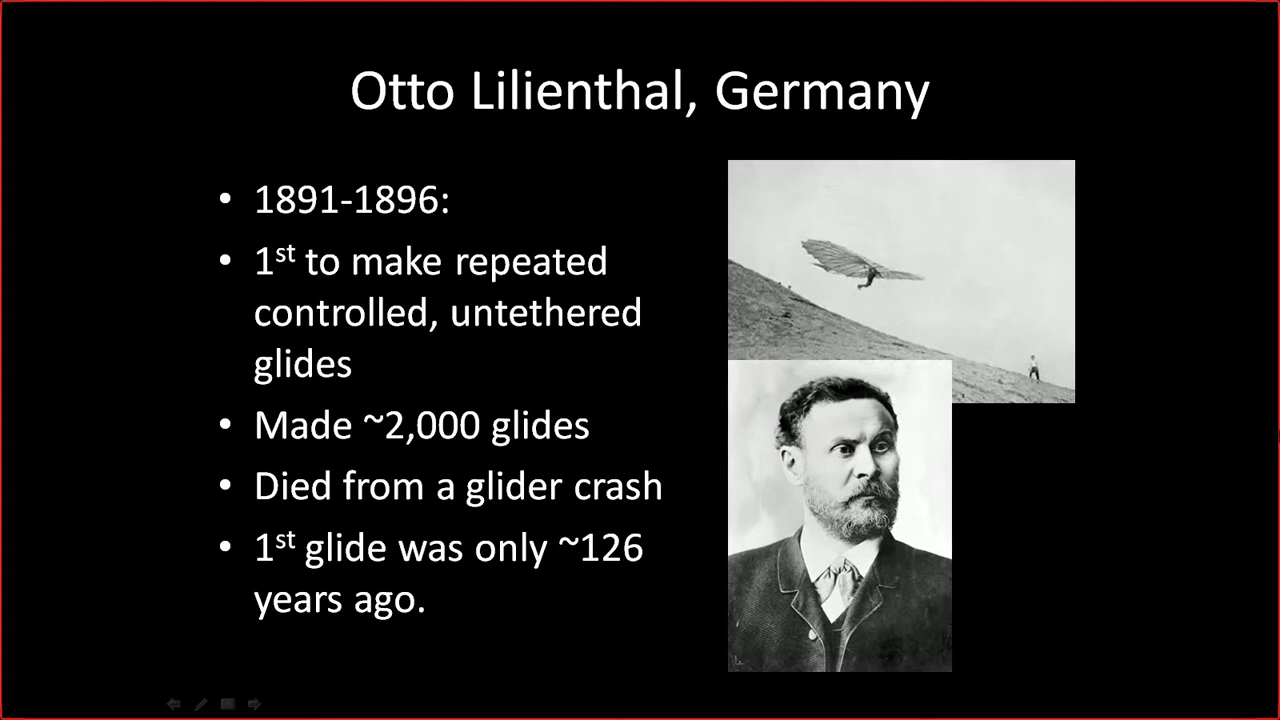 Otto Lilienthal, Germany
• 1891-1896:
• 1st to make repeated
controlled, untethered
glides
• Made ~2,000 glides
• Died from a glider crash
• 1st glide was only ~126
years ago.